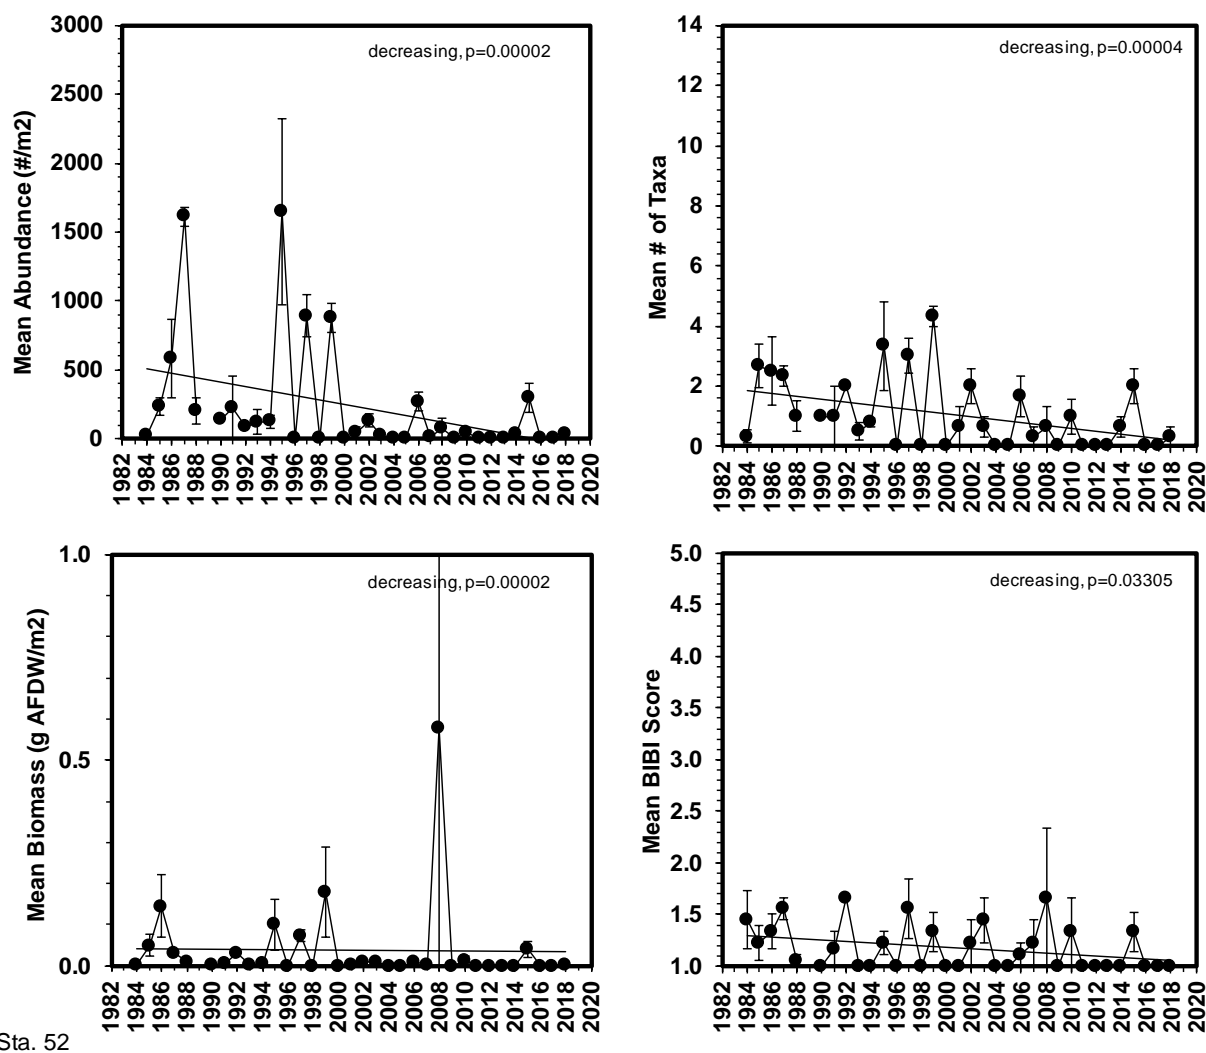 3000
2500
2000
1500
1000
500
0
Mean Abundance (#/m2)
decreasing, p=0.00002
1982 1984 1986 1988 1990 1992 1994 1996 1998 2000 2002 2004 2006 2008 2010 2012 2014 2016 2018 2020
14
12
10
8
6
4
2
0
Mean # of Taxa
decreasing, p=0.00004
1982 1984 1986 1988 1990 1992 1994 1996 1998 2000 2002 2004 2006 2008 2010 2012 2014 2016 2018 2020
1.0
0.5
0.0
Mean Biomass (g AFDW/m2)
decreasing, p=0.00002
1982 1984 1986 1988 1990 1992 1994 1996 1998 2000 2002 2004 2006 2008 2010 2012 2014 2016 2018 2020
5.0
4.5
4.0
3.5
3.0
2.5
2.0
1.5
1.0
Mean BIBI Score
decreasing, p=0.03305
1982 1984 1986 1988 1990 1992 1994 1996 1998 2000 2002 2004 2006 2008 2010 2012 2014 2016 2018 2020
Sta. 52